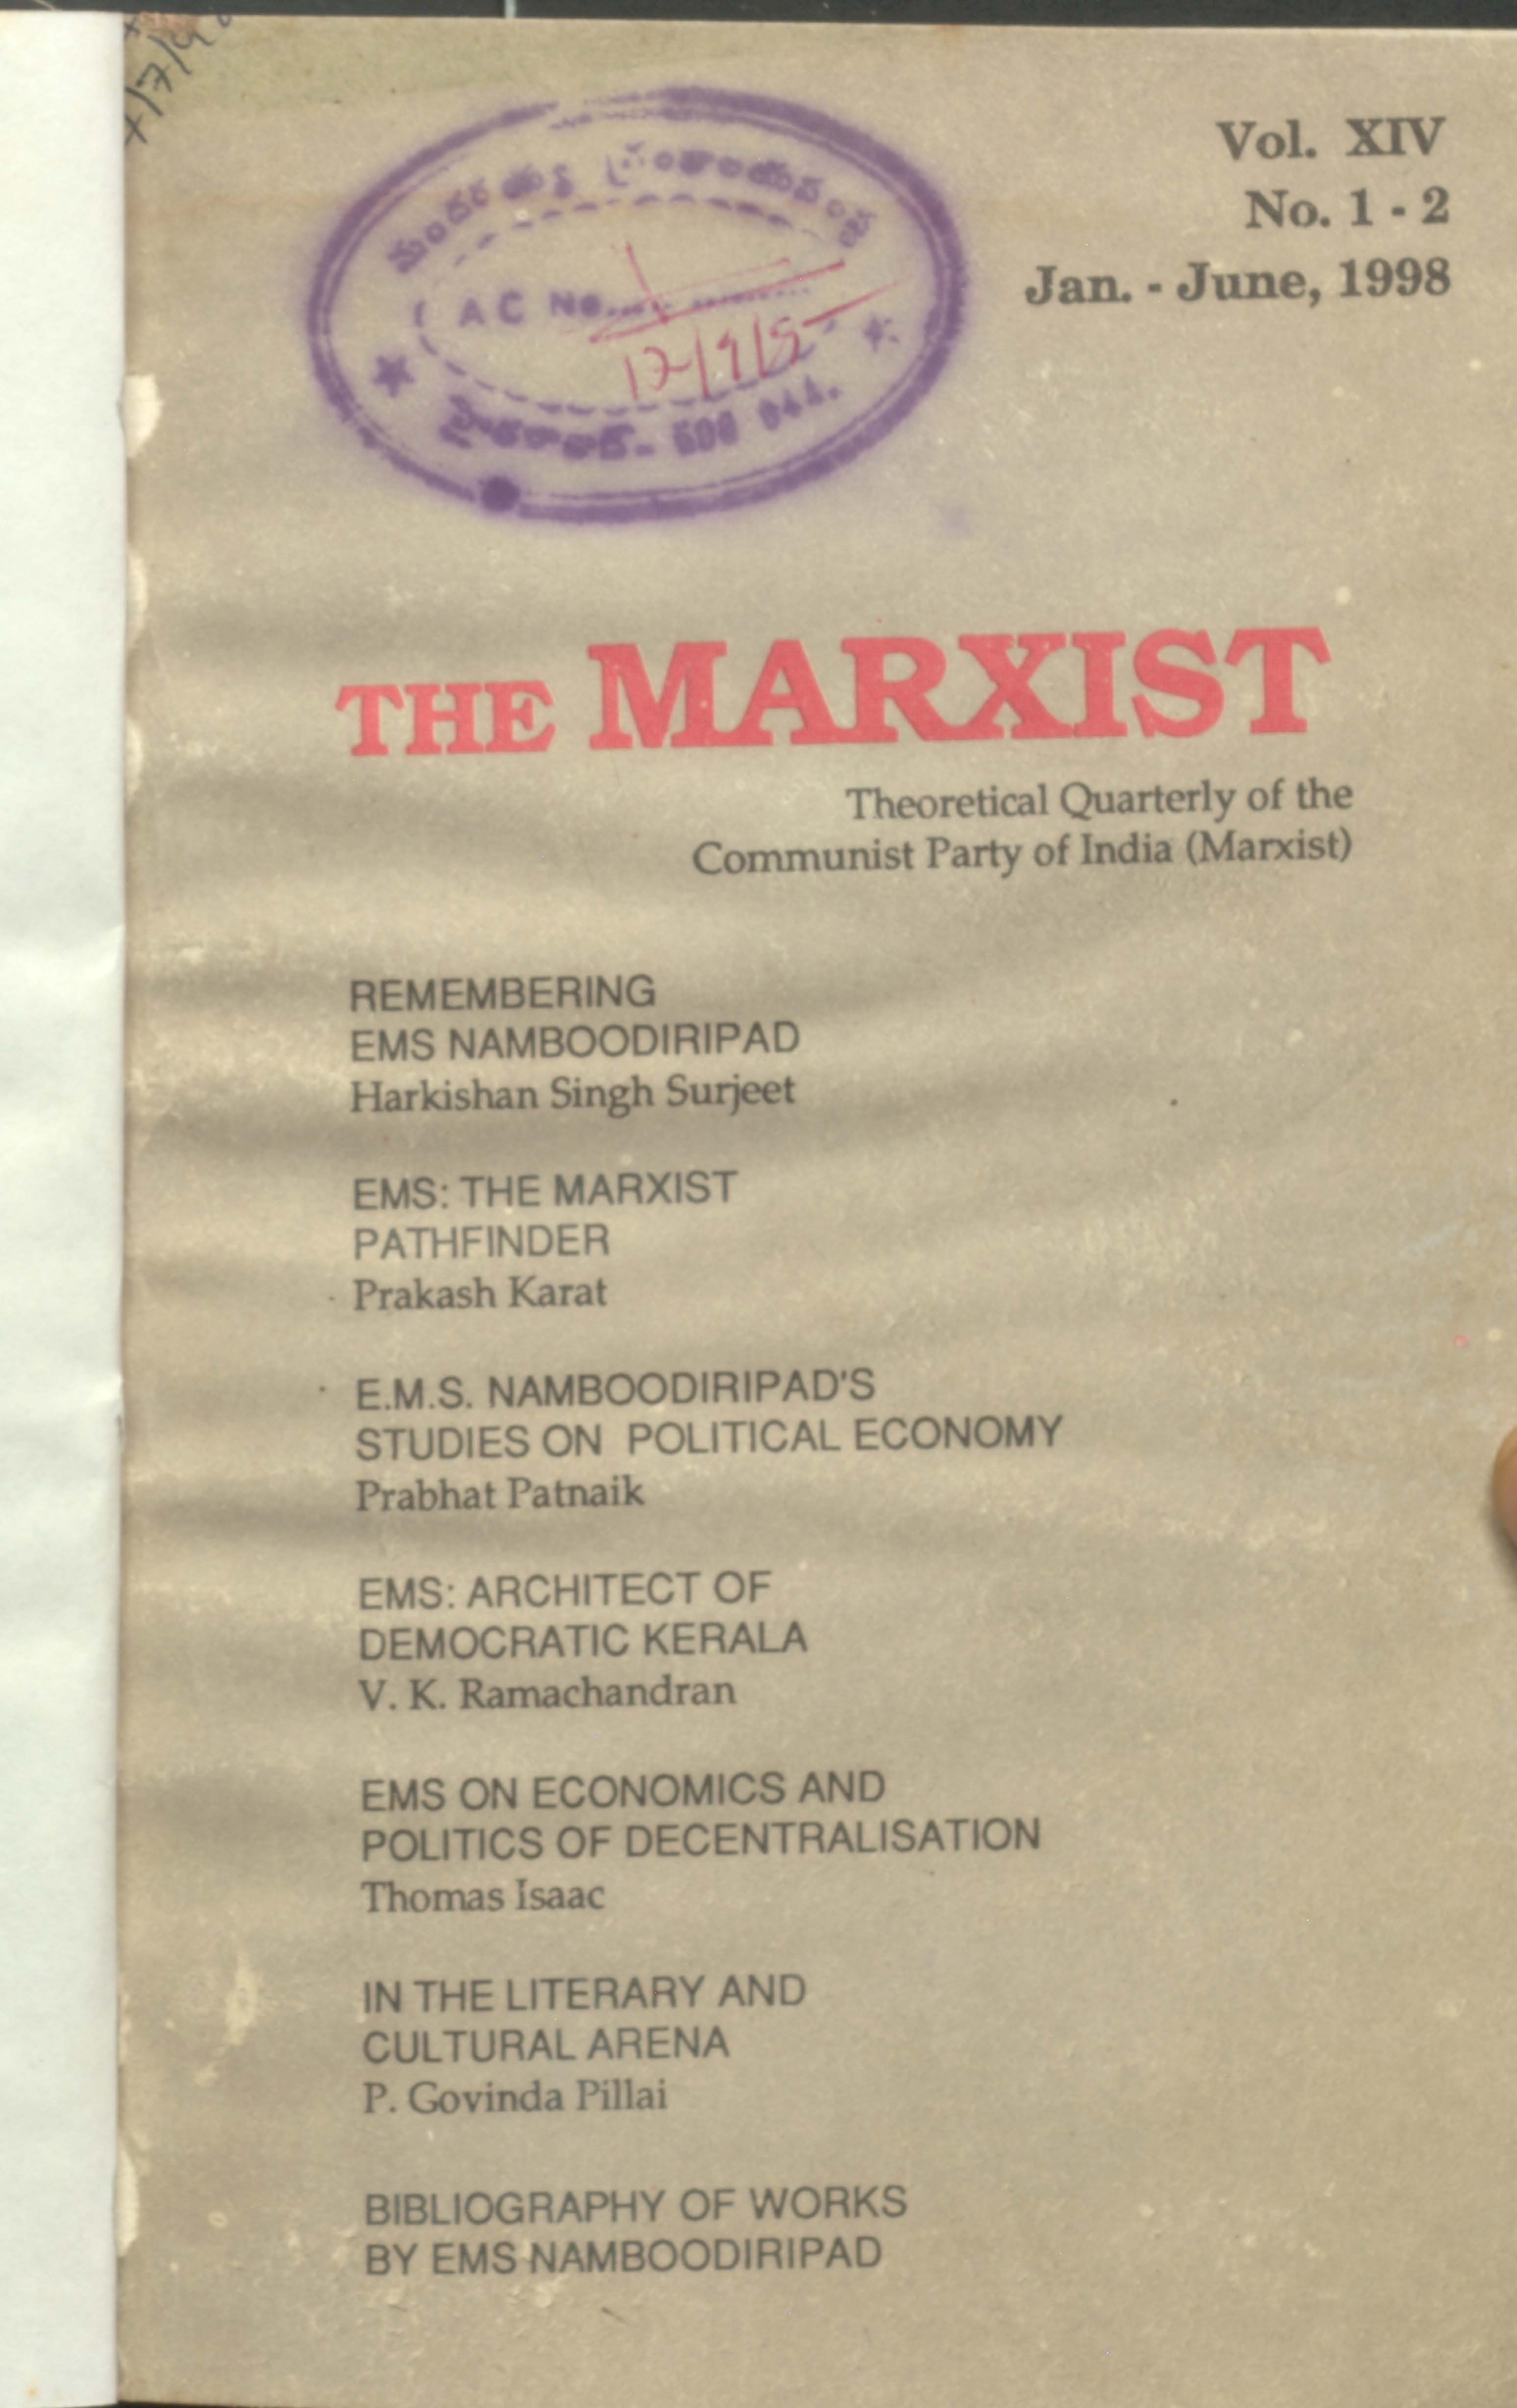 Vol. XIV
No. 1 - 2
Jan. - June, 1998
AC No.
THE MARXIST
Theoretical Quarterly of the
Communist Party of India (Marxist)
REMEMBERING
EMS NAMBOODIRIPAD
Harkishan Singh Surjeet
EMS: THE MARXIST
PATHFINDER
Prakash Karat
E.M.S. NAMBOODIRIPAD'S
STUDIES ON POLITICAL ECONOMY
Prabhat Patnaik
EMS: ARCHITECT OF
DEMOCRATIC KERALA
V. K. Ramachandran
EMS ON ECONOMICS AND
POLITICS OF DECENTRALISATION
Thomas Isaac
IN THE LITERARY AND
CULTURAL ARENA
P. Govinda Pillai
BIBLIOGRAPHY OF WORKS
BY EMS NAMBOODIRIPAD